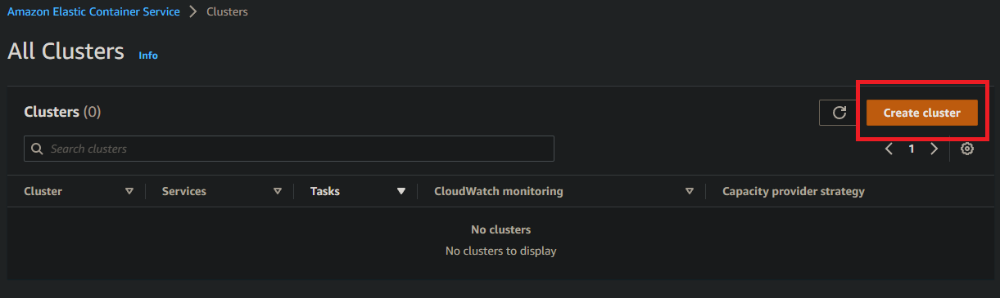 Amazon Elastic Container Service > Clusters
All Clusters Info
Clusters (0)
Create cluster
Search clusters
1
Cluster Services Tasks CloudWatch monitoring Capacity provider strategy
No clusters
No clusters to display